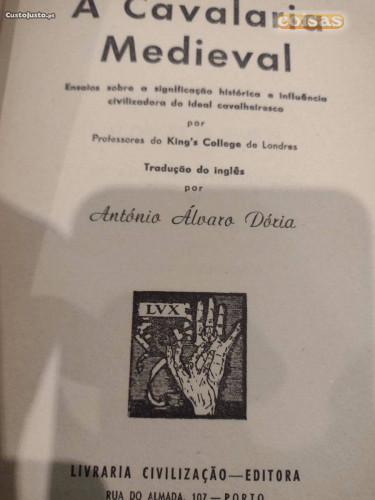 CustoJusto.pt
coisas
A Cavalaria
Medieval
Ensaios sobre a significação histórica e influência
civilizadora do ideal cavalheiresco
por
Professores do King's College de Londres
Tradução do inglês
por
António Álvaro Dória
LVX
LIVRARIA CIVILIZAÇÃO—EDITORA
RUA DO ALMADA, 107 — PORTO